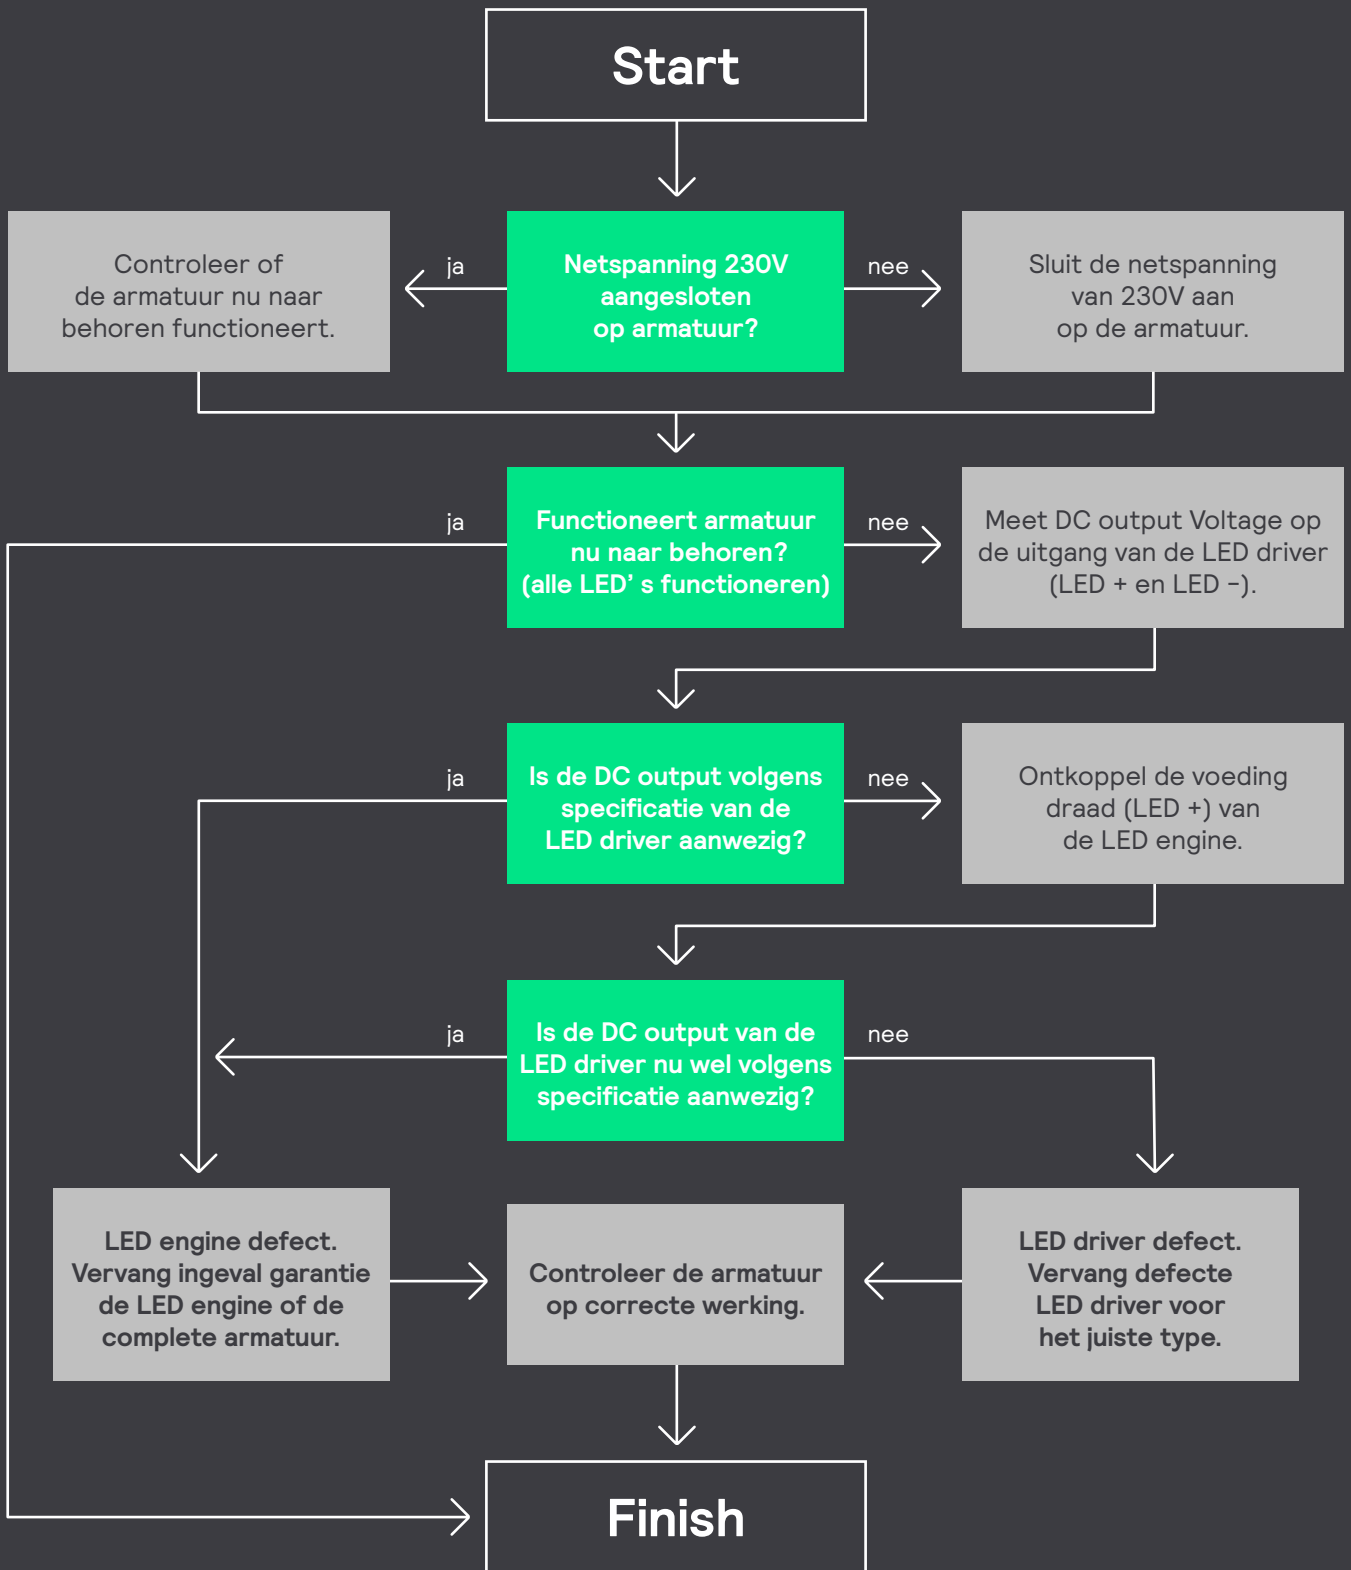 Start
Controleer of
de armatuur nu naar
behoren functioneert.
ja
Netspanning 230V
aangesloten
op armatuur?
nee
Sluit de netspanning
van 230V aan
op de armatuur.
ja
Functioneert armatuur
nu naar behoren?
(alle LED’ s functioneren)
nee
Meet DC output Voltage op
de uitgang van de LED driver
(LED + en LED -).
ja
Is de DC output volgens
specificatie van de
LED driver aanwezig?
nee
Ontkoppel de voeding
draad (LED +) van
de LED engine.
ja
Is de DC output van de
LED driver nu wel volgens
specificatie aanwezig?
nee
LED engine defect.
Vervang ingeval garantie
de LED engine of de
complete armatuur.
Controleer de armatuur
op correcte werking.
LED driver defect.
Vervang defecte
LED driver voor
het juiste type.
Finish